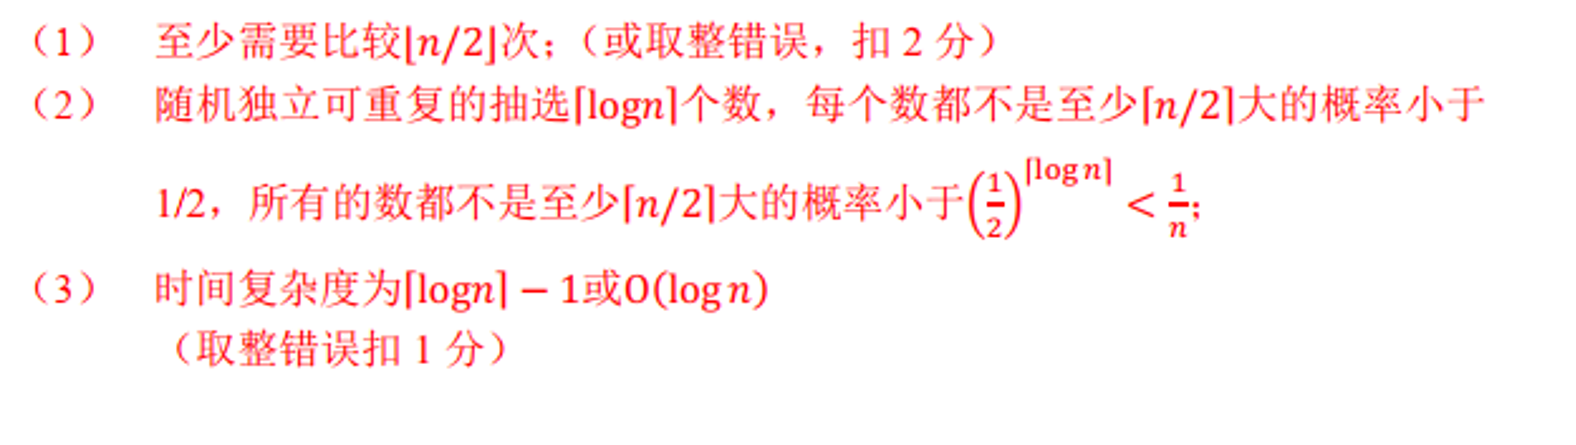 （1） 至少需要比较⌊n/2⌋次；（或取整错误，扣 2 分）
（2） 随机独立可重复的抽选⌈logn⌉个数，每个数都不是至少⌈n/2⌉大的概率小于
1/2，所有的数都不是至少⌈n/2⌉大的概率小于(1/2)^⌈log n⌉ < 1/n；
（3） 时间复杂度为⌈logn⌉ − 1或O(log n)
（取整错误扣 1 分）